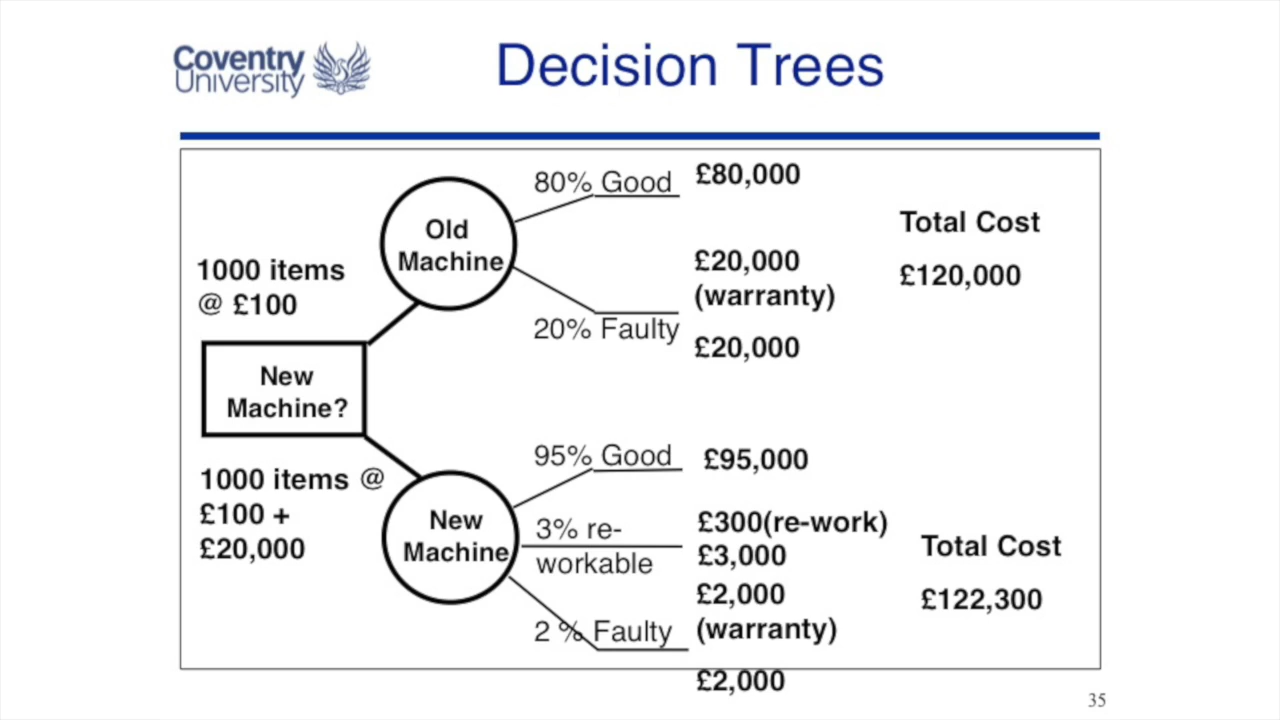 Coventry
University
Decision Trees
1000 items
@ £100
New
Machine?
1000 items @
£100 +
£20,000
Old
Machine
80% Good
£80,000
20% Faulty
£20,000
(warranty)
£20,000
Total Cost
£120,000
New
Machine
95% Good
£95,000
3% re-
workable
£300(re-work)
£3,000
2 % Faulty
£2,000
(warranty)
£2,000
Total Cost
£122,300
35